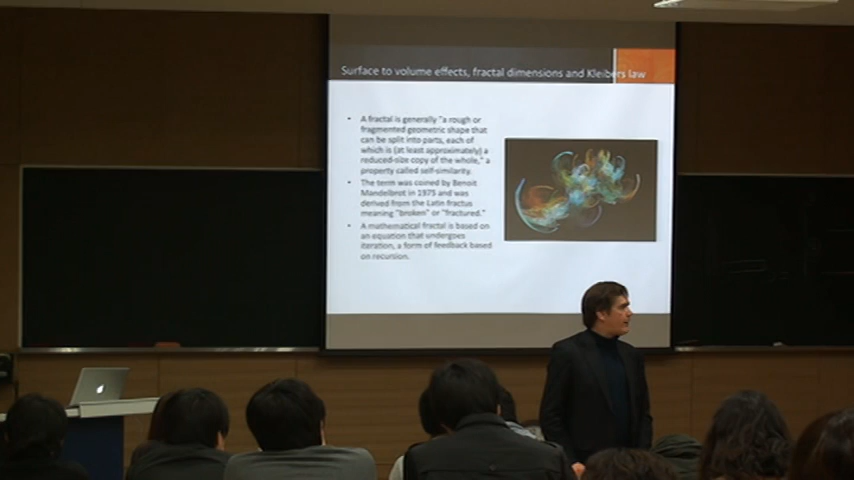 Surface to volume effects, fractal dimensions and Kleibers law
• A fractal is generally "a rough or
fragmented geometric shape that
can be split into parts, each of
which is (at least approximately) a
reduced-size copy of the whole," a
property called self-similarity.
• The term was coined by Benoit
Mandelbrot in 1975 and was
derived from the Latin fractus
meaning "broken" or "fractured."
• A mathematical fractal is based on
an equation that undergoes
iteration, a form of feedback based
on recursion.